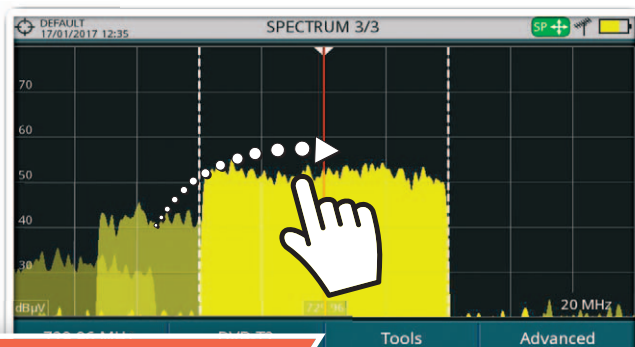 DEFAULT
17/01/2017 12:35
SPECTRUM 3/3
SP
70
60
50
40
30
dBµV
20 MHz
Tools
Advanced